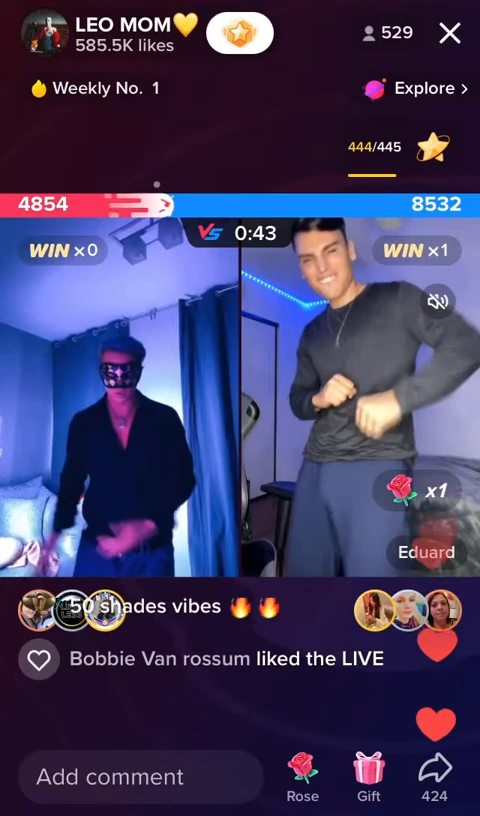 LEO MOM💛
585.5K likes
529
Weekly No. 1
Explore ›
444/445
4854
8532
VS 0:43
WIN ×0
WIN ×1
x1
Eduard
50 shades vibes 🔥🔥
Bobbie Van rossum liked the LIVE
Add comment
Rose
Gift
424